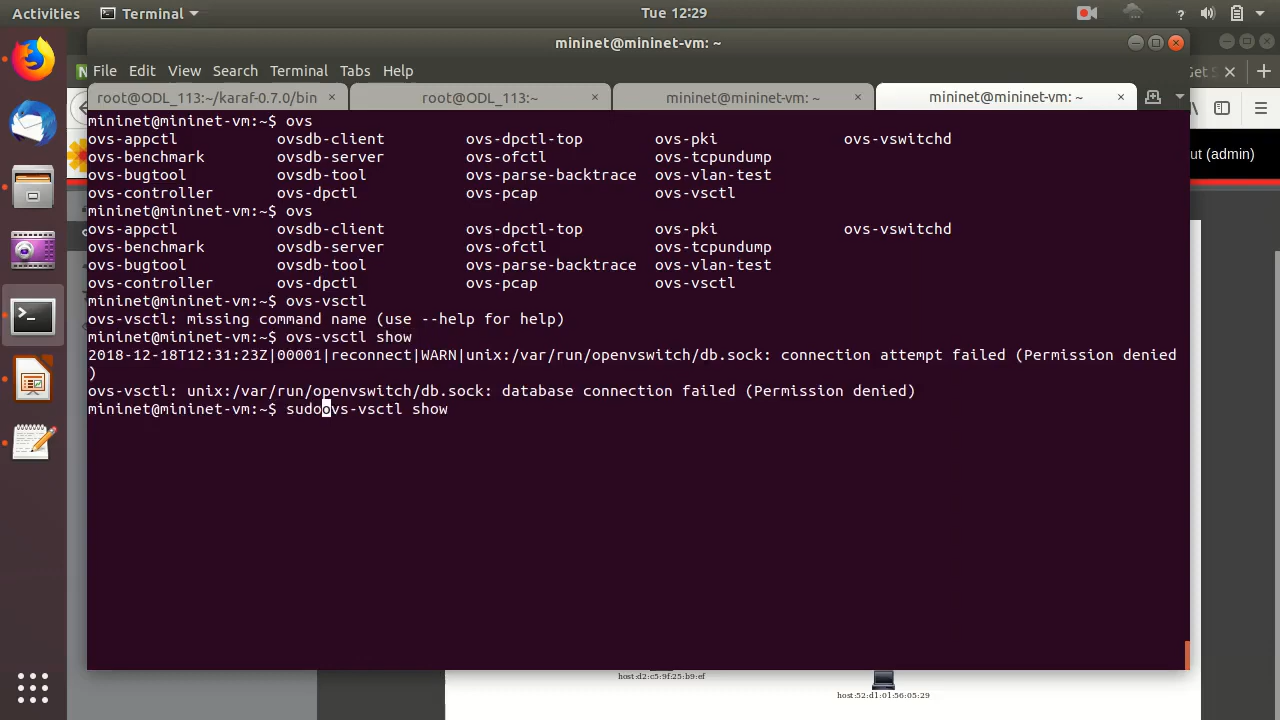 Activities Terminal Tue 12:29 ?
mininet@mininet-vm: ~
File Edit View Search Terminal Tabs Help
root@ODL_113:~/karaf-0.7.0/bin × root@ODL_113:~ × mininet@mininet-vm: ~ × mininet@mininet-vm: ~ ×
mininet@mininet-vm:~$ ovs
ovs-appctl ovsdb-client ovs-dpctl-top ovs-pki ovs-vswitchd
ovs-benchmark ovsdb-server ovs-ofctl ovs-tcpundump
ovs-bugtool ovsdb-tool ovs-parse-backtrace ovs-vlan-test
ovs-controller ovs-dpctl ovs-pcap ovs-vsctl
mininet@mininet-vm:~$ ovs
ovs-appctl ovsdb-client ovs-dpctl-top ovs-pki ovs-vswitchd
ovs-benchmark ovsdb-server ovs-ofctl ovs-tcpundump
ovs-bugtool ovsdb-tool ovs-parse-backtrace ovs-vlan-test
ovs-controller ovs-dpctl ovs-pcap ovs-vsctl
mininet@mininet-vm:~$ ovs-vsctl
ovs-vsctl: missing command name (use --help for help)
mininet@mininet-vm:~$ ovs-vsctl show
2018-12-18T12:31:23Z|00001|reconnect|WARN|unix:/var/run/openvswitch/db.sock: connection attempt failed (Permission denied
)
ovs-vsctl: unix:/var/run/openvswitch/db.sock: database connection failed (Permission denied)
mininet@mininet-vm:~$ sudoovs-vsctl show
ut (admin)
host:d2:c5:9f:25:b9:ef
host:52:d1:01:56:05:29